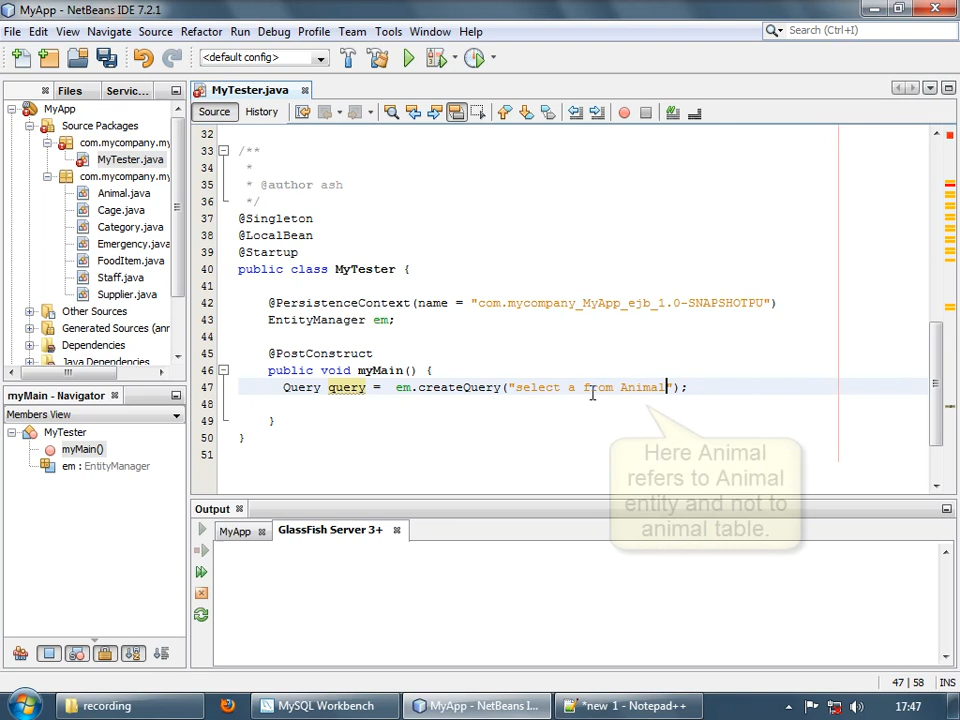 MyApp - NetBeans IDE 7.2.1
File Edit View Navigate Source Refactor Run Debug Profile Team Tools Window Help
Search (Ctrl+I)
<default config>
Files Servic...
MyTester.java
MyApp
Source Packages
com.mycompany.my
MyTester.java
com.mycompany.my
Animal.java
Cage.java
Category.java
Emergency.java
FoodItem.java
Staff.java
Supplier.java
Other Sources
Generated Sources (anr
Dependencies
Java Dependencies
Source History
32
33 /**
34 *
35 * @author ash
36 */
37 @Singleton
38 @LocalBean
39 @Startup
40 public class MyTester {
41
42 @PersistenceContext(name = "com.mycompany_MyApp_ejb_1.0-SNAPSHOTPU")
43 EntityManager em;
44
45 @PostConstruct
46 public void myMain() {
47 Query query = em.createQuery("select a from Animal");
48
49 }
50 }
51
Here Animal
refers to Animal
entity and not to
animal table.
myMain - Navigator
Members View
MyTester
myMain()
em : EntityManager
Output
MyApp GlassFish Server 3+
47 | 58 INS
recording
MySQL Workbench
MyApp - NetBeans I...
*new 1 - Notepad++
17:47